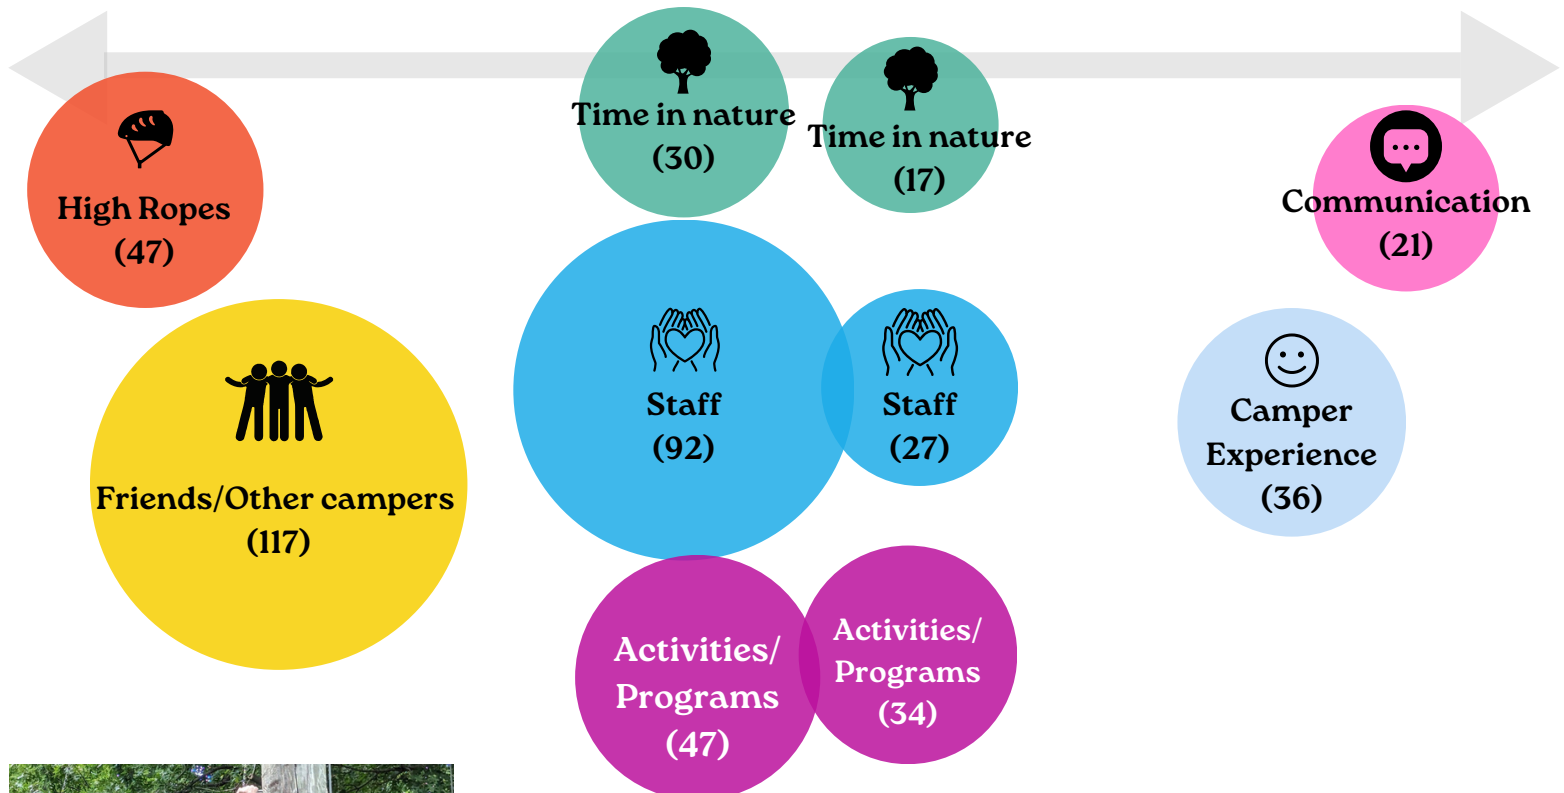 High Ropes
(47)
Friends/Other campers
(117)
Time in nature
(30)
Time in nature
(17)
Staff
(92)
Staff
(27)
Activities/
Programs
(47)
Activities/
Programs
(34)
Communication
(21)
Camper
Experience
(36)